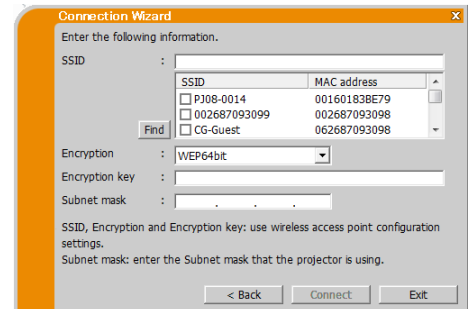 Connection Wizard x
Enter the following information.
SSID :
SSID MAC address
PJ08-0014 00160183BE79
002687093099 002687093098
Find CG-Guest 062687093098
Encryption : WEP64bit
Encryption key :
Subnet mask : . . .
SSID, Encryption and Encryption key: use wireless access point configuration
settings.
Subnet mask: enter the Subnet mask that the projector is using.
< Back Connect Exit